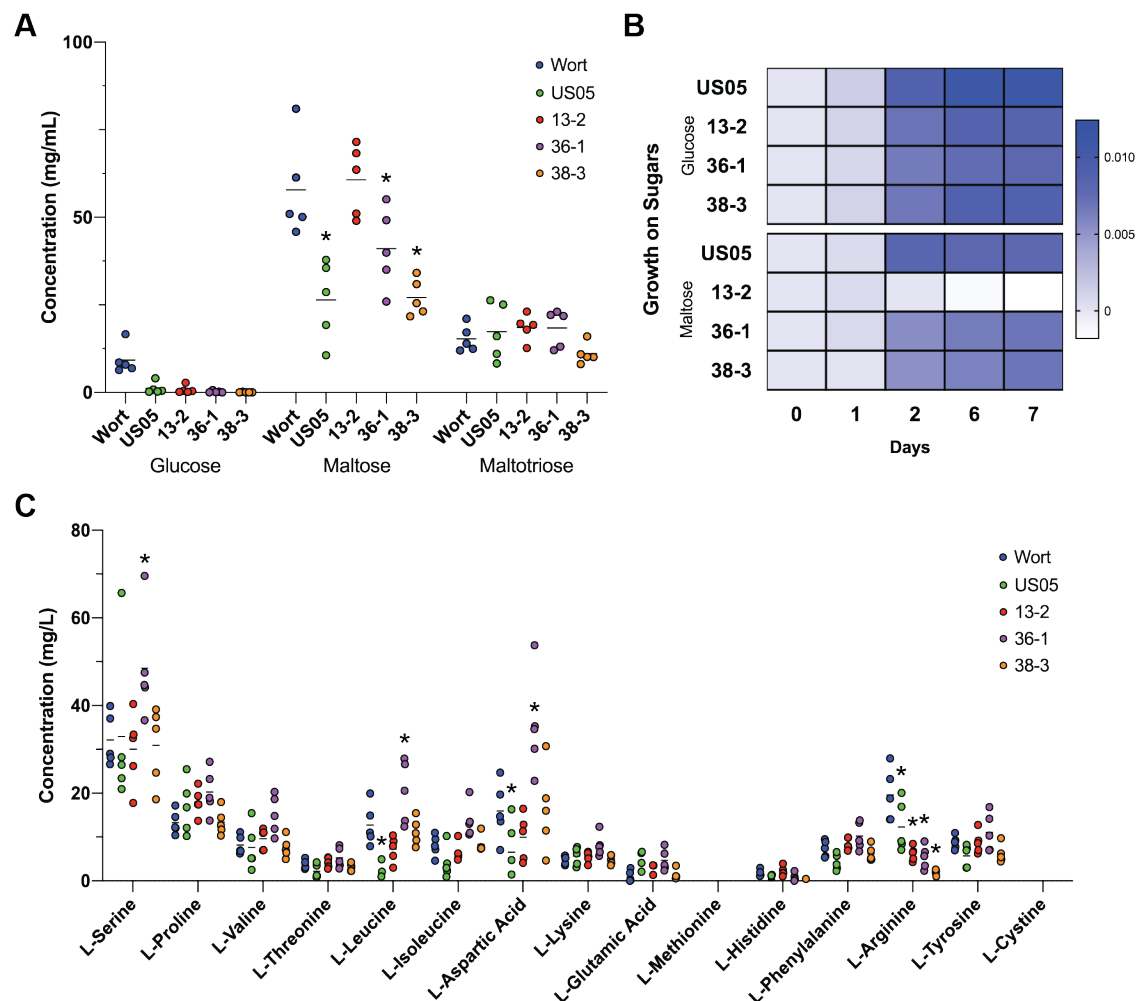 A
100
50
0
Concentration (mg/mL)
Wort
US05
13-2
36-1
38-3
*
*
*
Wort
US05
13-2
36-1
38-3
Wort
US05
13-2
36-1
38-3
Wort
US05
13-2
36-1
38-3
Glucose
Maltose
Maltotriose
B
Growth on Sugars
Glucose
US05
13-2
36-1
38-3
Maltose
US05
13-2
36-1
38-3
0 1 2 6 7
Days
0.010
0.005
0
C
80
60
40
20
0
Concentration (mg/L)
Wort
US05
13-2
36-1
38-3
*
*
*
*
*
*
*
*
*
L-Serine
L-Proline
L-Valine
L-Threonine
L-Leucine
L-Isoleucine
L-Aspartic Acid
L-Lysine
L-Glutamic Acid
L-Methionine
L-Histidine
L-Phenylalanine
L-Arginine
L-Tyrosine
L-Cystine